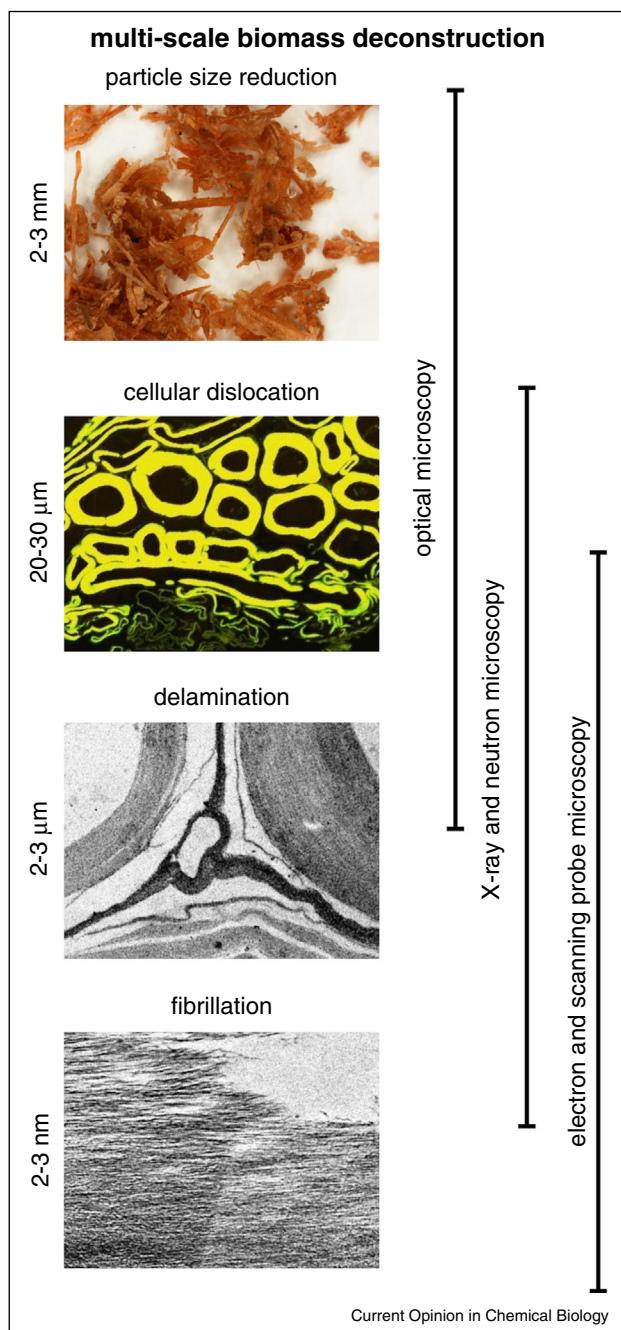 multi-scale biomass deconstruction
particle size reduction
2-3 mm
cellular dislocation
20-30 μm
delamination
2-3 μm
fibrillation
2-3 nm
optical microscopy
X-ray and neutron microscopy
electron and scanning probe microscopy
Current Opinion in Chemical Biology